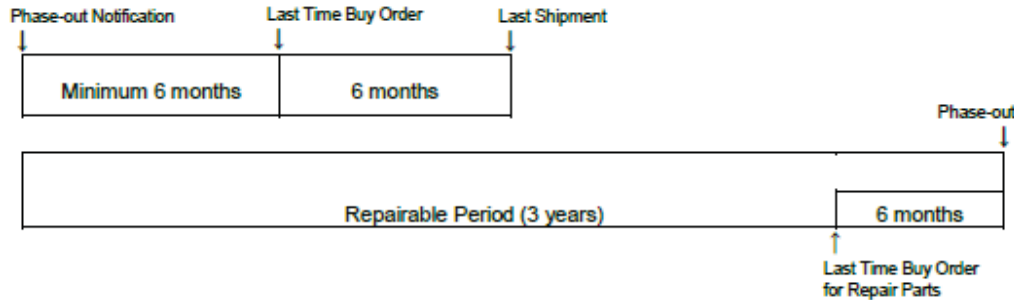 Phase-out Notification
Last Time Buy Order
Last Shipment
Minimum 6 months
6 months
Phase-out
Repairable Period (3 years)
6 months
Last Time Buy Order
for Repair Parts